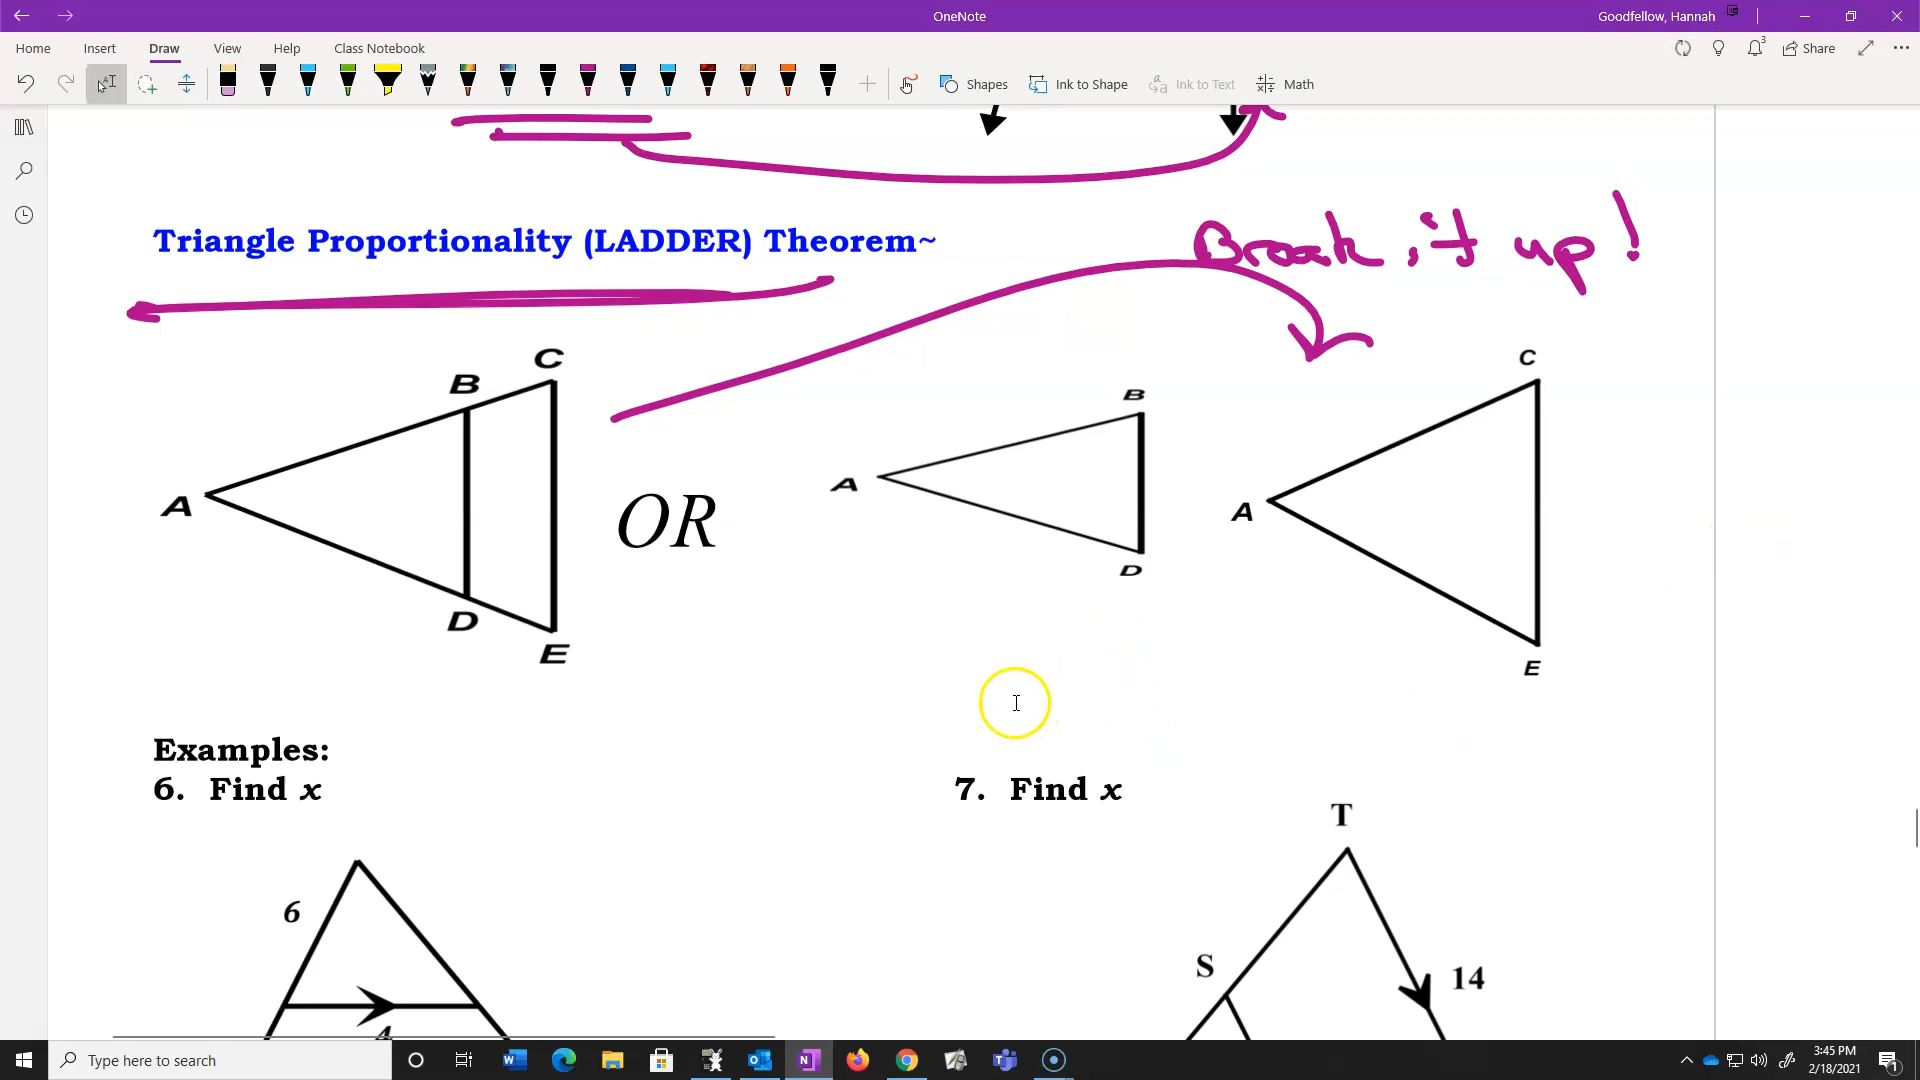 OneNote
Goodfellow, Hannah
Home Insert Draw View Help Class Notebook
3
Share
Shapes Ink to Shape Ink to Text Math
Triangle Proportionality (LADDER) Theorem~
Break it up!
C
B
A
D
E
OR
B
A
D
C
A
E
Examples:
6. Find x
7. Find x
6
4
T
S
14
Type here to search
3:45 PM
2/18/2021
1